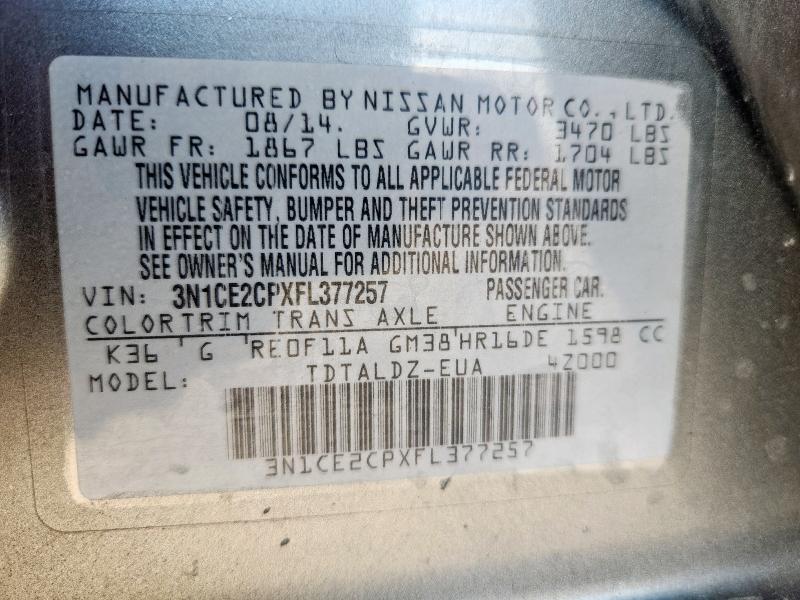 MANUFACTURED BY NISSAN MOTOR CO., LTD.
DATE: 08/14. GVWR: 3470 LBS
GAWR FR: 1867 LBS GAWR RR: 1704 LBS
THIS VEHICLE CONFORMS TO ALL APPLICABLE FEDERAL MOTOR
VEHICLE SAFETY, BUMPER AND THEFT PREVENTION STANDARDS
IN EFFECT ON THE DATE OF MANUFACTURE SHOWN ABOVE.
SEE OWNER'S MANUAL FOR ADDITIONAL INFORMATION.
VIN: 3N1CE2CPXFL377257 PASSENGER CAR.
COLORTRIM TRANS AXLE ENGINE
K36 ' G RE0F11A GM38'HR16DE 1598 CC
MODEL: TDTALDZ-EUA 4Z000
3N1CE2CPXFL377257